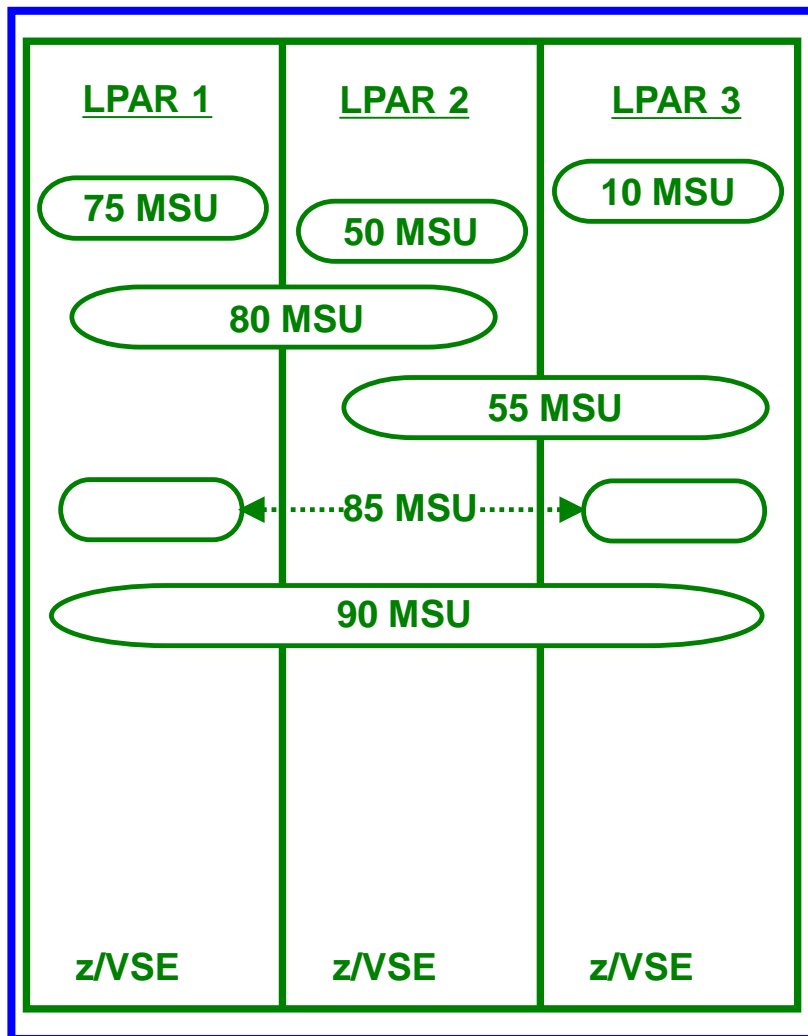 LPAR 1 LPAR 2 LPAR 3
75 MSU 50 MSU 10 MSU
80 MSU
55 MSU
85 MSU
90 MSU
z/VSE z/VSE z/VSE